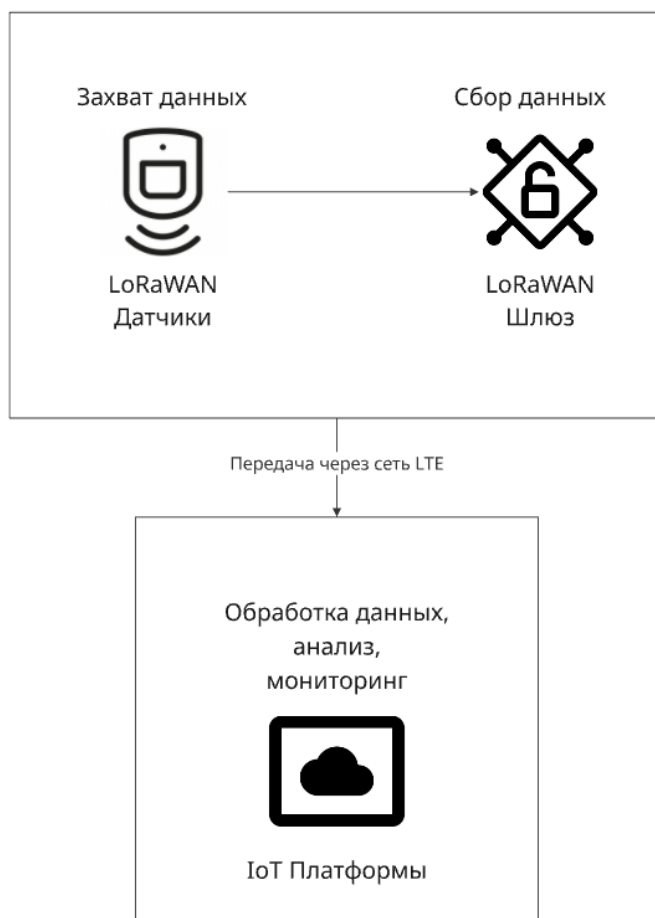 Захват данных
Сбор данных
LoRaWAN
Датчики
LoRaWAN
Шлюз
Передача через сеть LTE
Обработка данных,
анализ,
мониторинг
IoT Платформы